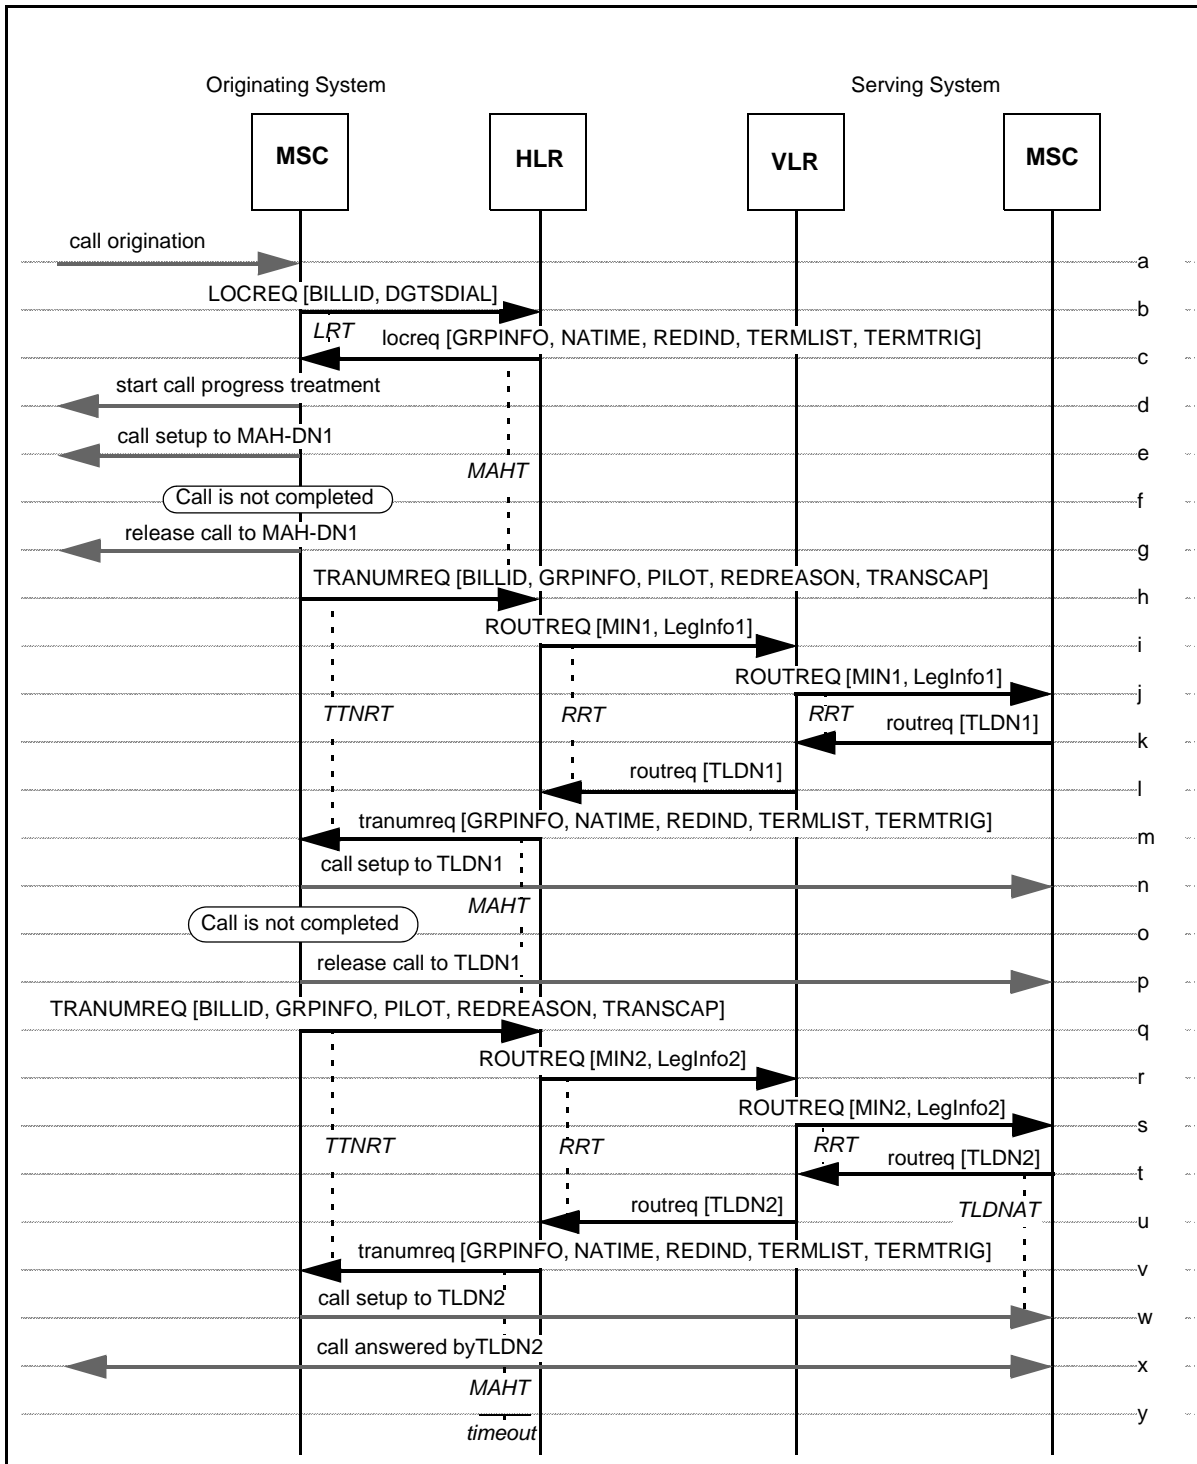 Originating System
Serving System
MSC
HLR
VLR
MSC
call origination
a
LOCREQ [BILLID, DGTSDIAL]
b
LRT
locreq [GRPINFO, NATIME, REDIND, TERMLIST, TERMTRIG]
c
start call progress treatment
d
call setup to MAH-DN1
e
MAHT
Call is not completed
f
release call to MAH-DN1
g
TRANUMREQ [BILLID, GRPINFO, PILOT, REDREASON, TRANSCAP]
h
ROUTREQ [MIN1, LegInfo1]
i
ROUTREQ [MIN1, LegInfo1]
j
TTNRT
RRT
RRT
routreq [TLDN1]
k
routreq [TLDN1]
l
tranumreq [GRPINFO, NATIME, REDIND, TERMLIST, TERMTRIG]
m
call setup to TLDN1
n
MAHT
Call is not completed
o
release call to TLDN1
p
TRANUMREQ [BILLID, GRPINFO, PILOT, REDREASON, TRANSCAP]
q
ROUTREQ [MIN2, LegInfo2]
r
ROUTREQ [MIN2, LegInfo2]
s
TTNRT
RRT
RRT
routreq [TLDN2]
t
routreq [TLDN2]
TLDNAT
u
tranumreq [GRPINFO, NATIME, REDIND, TERMLIST, TERMTRIG]
v
call setup to TLDN2
w
call answered byTLDN2
x
MAHT
y
timeout